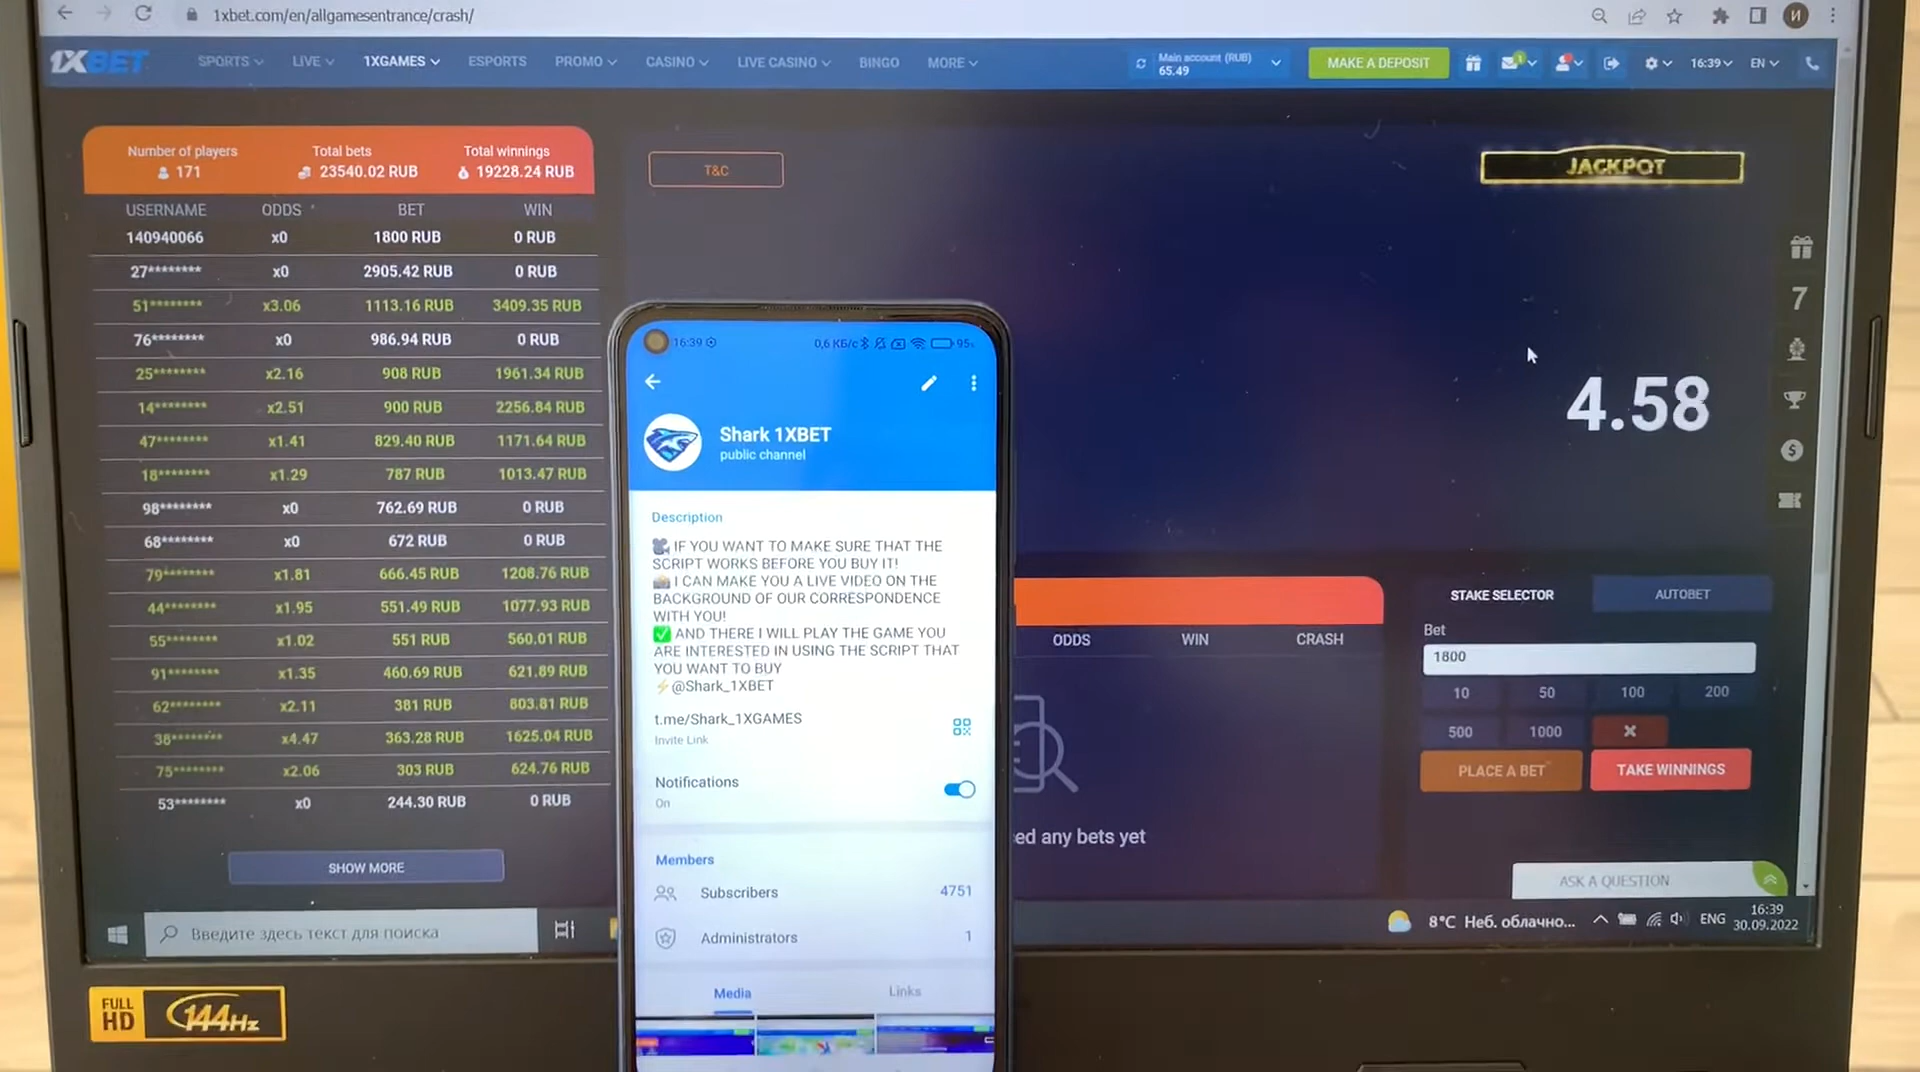 1xbet.com/en/allgamesentrance/crash/
И
1XBET
SPORTS LIVE 1XGAMES ESPORTS PROMO CASINO LIVE CASINO BINGO MORE
Main account (RUB)
65.49
MAKE A DEPOSIT
1
16:39 EN
Number of players Total bets Total winnings
171 23540.02 RUB 19228.24 RUB
USERNAME ODDS BET WIN
140940066 x0 1800 RUB 0 RUB
27******** x0 2905.42 RUB 0 RUB
51******** x3.06 1113.16 RUB 3409.35 RUB
76******** x0 986.94 RUB 0 RUB
25******** x2.16 908 RUB 1961.34 RUB
14******** x2.51 900 RUB 2256.84 RUB
47******** x1.41 829.40 RUB 1171.64 RUB
18******** x1.29 787 RUB 1013.47 RUB
98******** x0 762.69 RUB 0 RUB
68******** x0 672 RUB 0 RUB
79******** x1.81 666.45 RUB 1208.76 RUB
44******** x1.95 551.49 RUB 1077.93 RUB
55******** x1.02 551 RUB 560.01 RUB
91******** x1.35 460.69 RUB 621.89 RUB
62******** x2.11 381 RUB 803.81 RUB
38******** x4.47 363.28 RUB 1625.04 RUB
75******** x2.06 303 RUB 624.76 RUB
53******** x0 244.30 RUB 0 RUB
SHOW MORE
T&C
JACKPOT
4.58
7
16:39 0,6 КБ/с 95
Shark 1XBET
public channel
Description
IF YOU WANT TO MAKE SURE THAT THE
SCRIPT WORKS BEFORE YOU BUY IT!
I CAN MAKE YOU A LIVE VIDEO ON THE
BACKGROUND OF OUR CORRESPONDENCE
WITH YOU!
AND THERE I WILL PLAY THE GAME YOU
ARE INTERESTED IN USING THE SCRIPT THAT
YOU WANT TO BUY
@Shark_1XBET
t.me/Shark_1XGAMES
Invite Link
Notifications
On
Members
Subscribers 4751
Administrators 1
Media Links
ODDS WIN CRASH
ed any bets yet
STAKE SELECTOR AUTOBET
Bet
1800
10 50 100 200
500 1000 X
PLACE A BET TAKE WINNINGS
ASK A QUESTION
Введите здесь текст для поиска
8°C Неб. облачно... ENG
16:39
30.09.2022
FULL
HD
144Hz